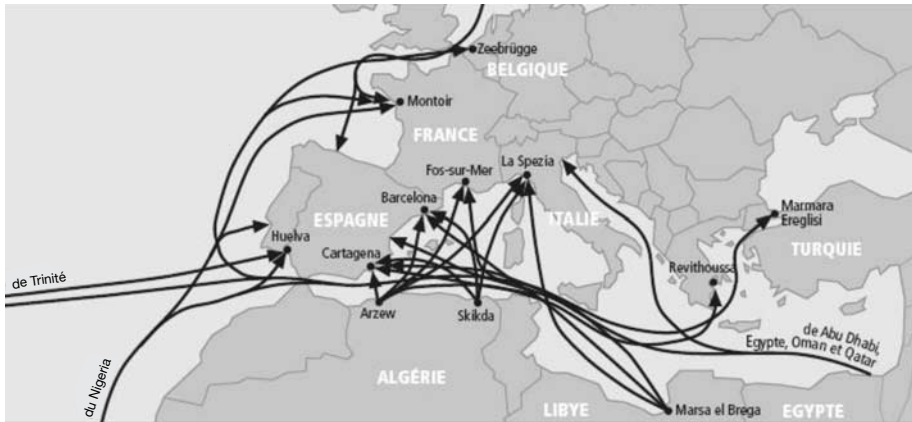 Zeebrügge
BELGIQUE
Montoir
FRANCE
La Spezia
Fos-sur-Mer
Barcelona
ESPAGNE
ITALIE
Marmara
Ereglisi
Huelva
Cartagena
TURQUIE
Revithoussa
de Trinité
Arzew
Skikda
de Abu Dhabi,
Egypte, Oman et Qatar
du Nigeria
ALGÉRIE
LIBYE
Marsa el Brega
EGYPTE